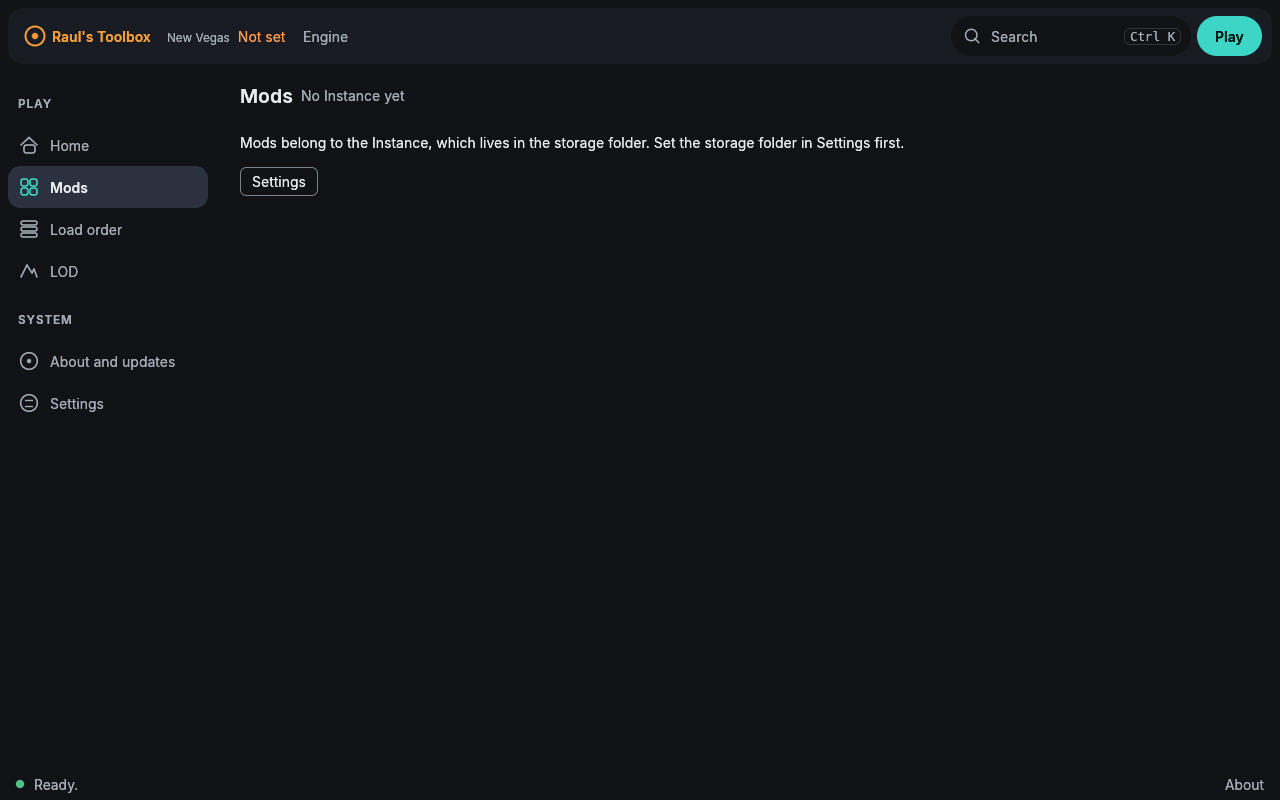 Raul's Toolbox New Vegas Not set Engine Search Ctrl K Play
PLAY
Home
Mods
Load order
LOD
SYSTEM
About and updates
Settings
Mods No Instance yet
Mods belong to the Instance, which lives in the storage folder. Set the storage folder in Settings first.
Settings
Ready.
About